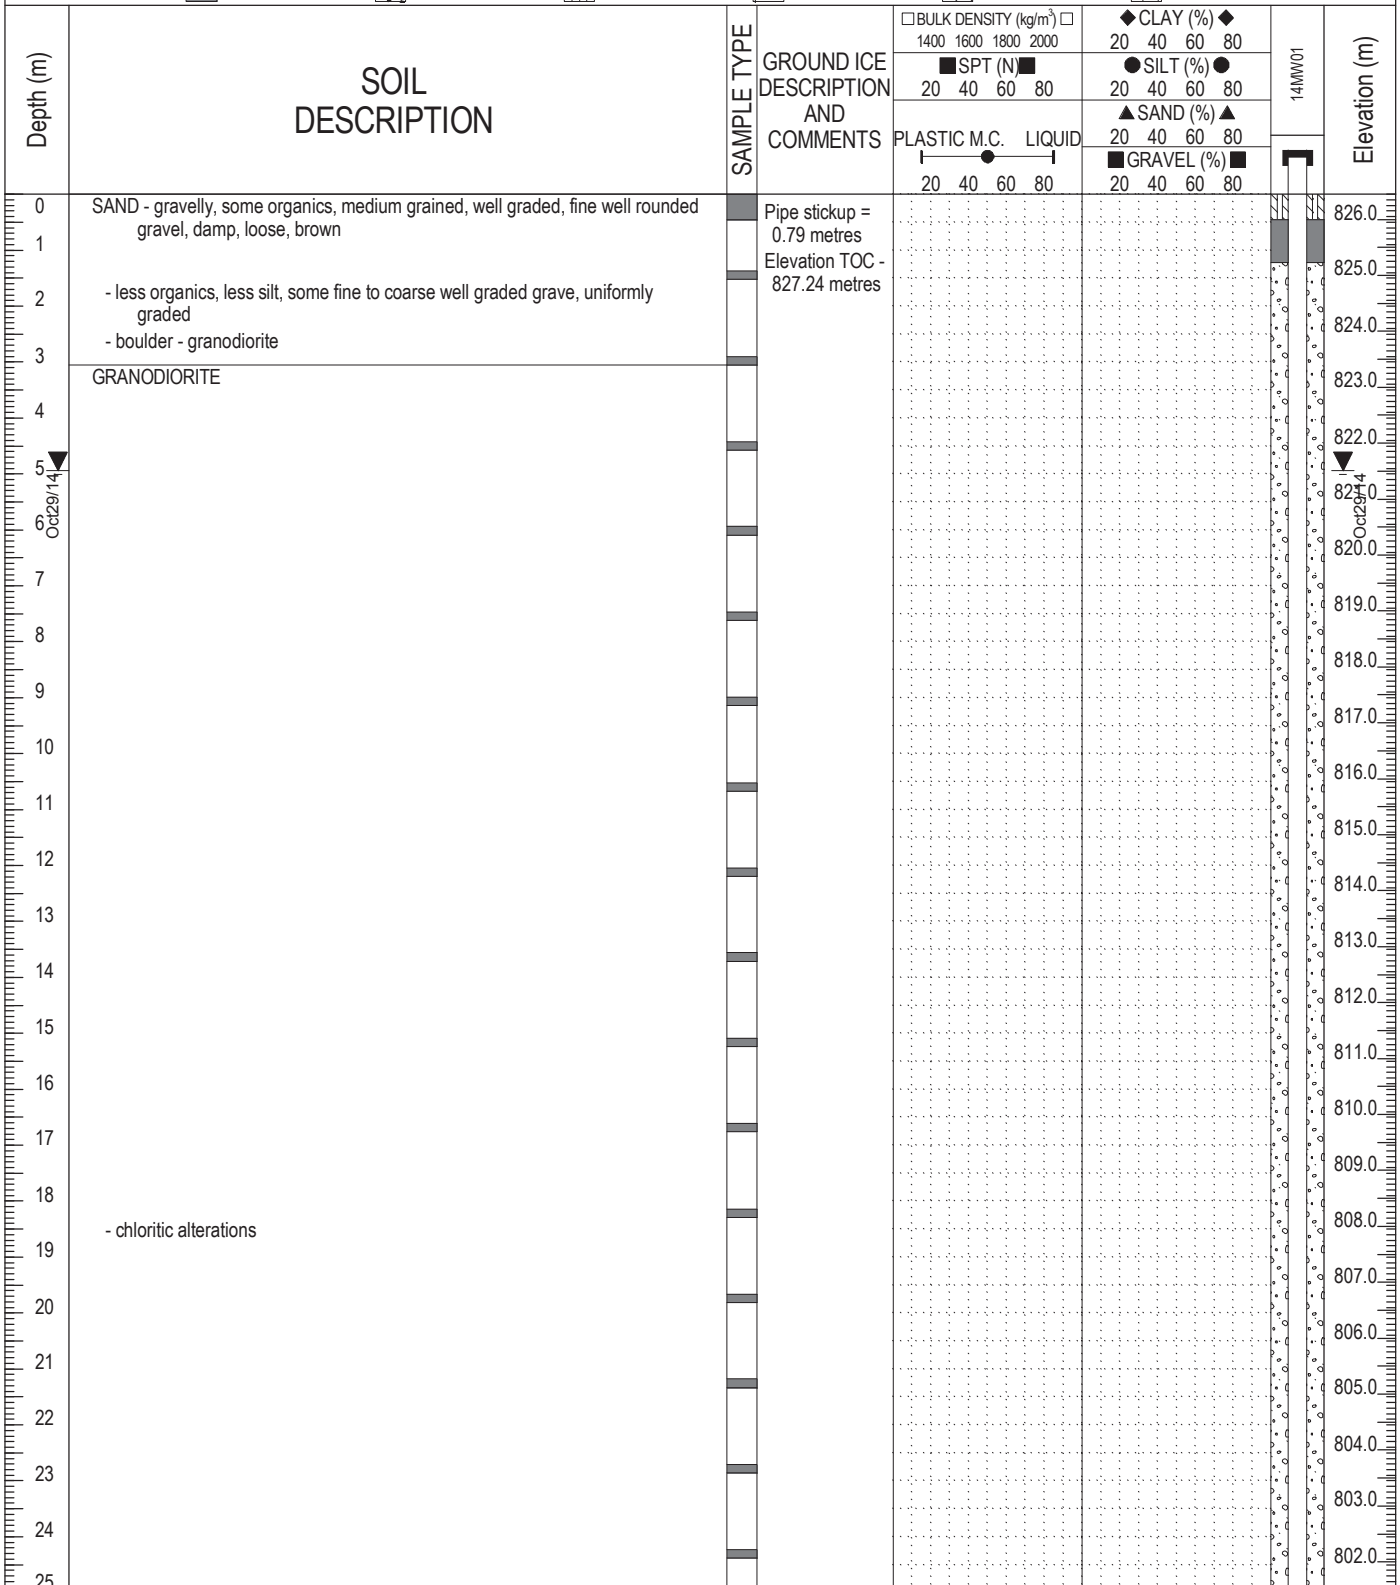 Depth (m)
SOIL
DESCRIPTION
SAMPLE TYPE
GROUND ICE
DESCRIPTION
AND
COMMENTS
□ BULK DENSITY (kg/m³) □
1400 1600 1800 2000
■ SPT (N) ■
20 40 60 80
PLASTIC M.C. LIQUID
20 40 60 80
◆ CLAY (%) ◆
20 40 60 80
● SILT (%) ●
20 40 60 80
▲ SAND (%) ▲
20 40 60 80
■ GRAVEL (%) ■
20 40 60 80
14MW01
Elevation (m)
0
1
2
3
4
5
Oct29/14
6
7
8
9
10
11
12
13
14
15
16
17
18
19
20
21
22
23
24
25
SAND - gravelly, some organics, medium grained, well graded, fine well rounded
gravel, damp, loose, brown
- less organics, less silt, some fine to coarse well graded grave, uniformly
graded
- boulder - granodiorite
GRANODIORITE
- chloritic alterations
Pipe stickup =
0.79 metres
Elevation TOC -
827.24 metres
826.0
825.0
824.0
823.0
822.0
821.0
Oct29/14
820.0
819.0
818.0
817.0
816.0
815.0
814.0
813.0
812.0
811.0
810.0
809.0
808.0
807.0
806.0
805.0
804.0
803.0
802.0